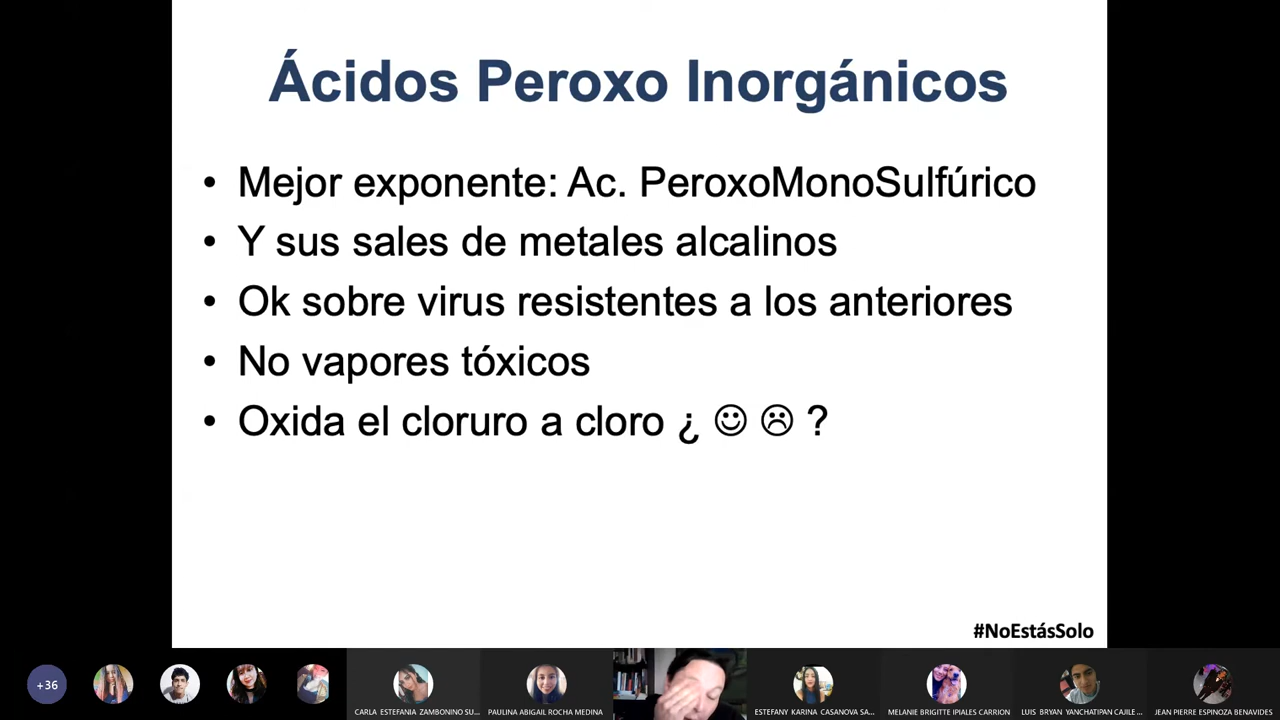 Ácidos Peroxo Inorgánicos
• Mejor exponente: Ac. PeroxoMonoSulfúrico
• Y sus sales de metales alcalinos
• Ok sobre virus resistentes a los anteriores
• No vapores tóxicos
• Oxida el cloruro a cloro ¿ ☺ ☹ ?
#NoEstásSolo
+36
CARLA ESTEFANIA ZAMBONINO SU...
PAULINA ABIGAIL ROCHA MEDINA
ESTEFANY KARINA CASANOVA SA...
MELANIE BRIGITTE IPIALES CARRION
LUIS BRYAN YANCHATIPAN CAJILE ...
JEAN PIERRE ESPINOZA BENAVIDES